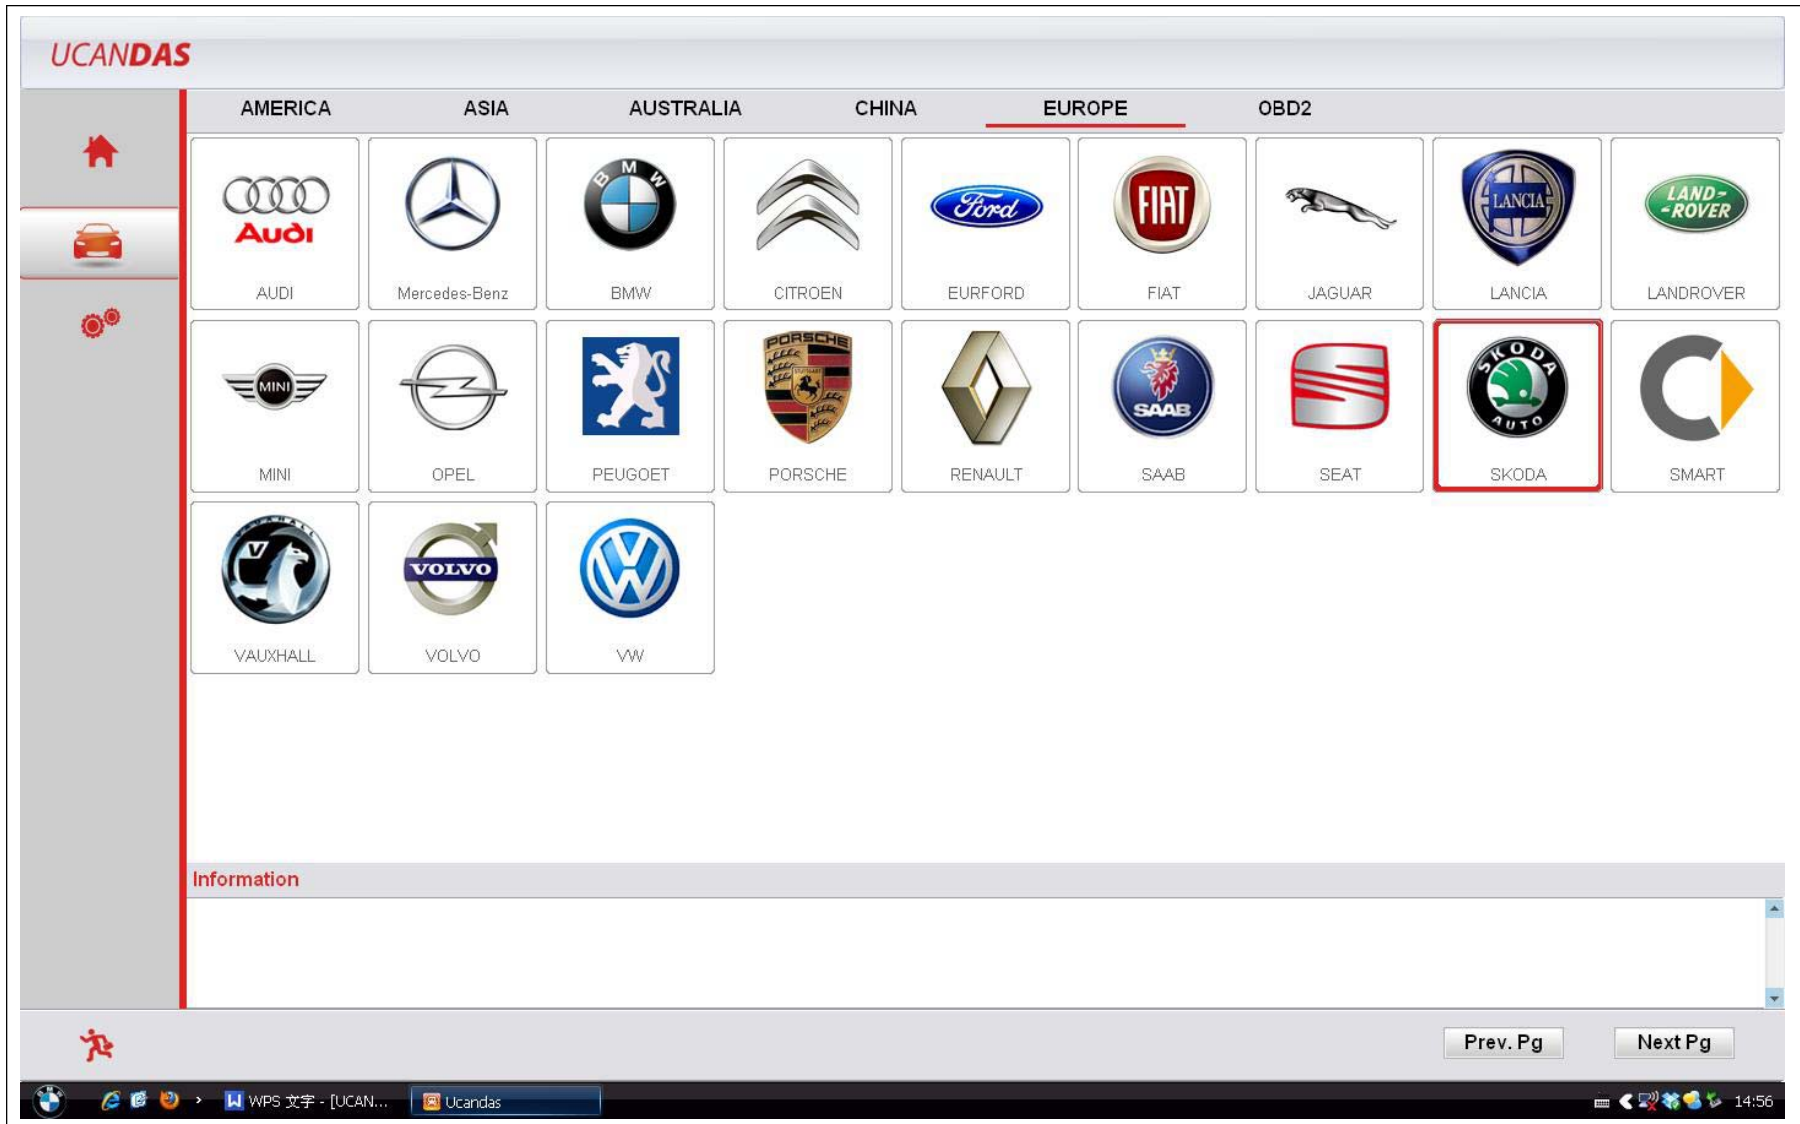 UCANDAS
AMERICA ASIA AUSTRALIA CHINA EUROPE OBD2
Audi
BMW
Ford
FIAT
LANCIA
LAND-
-ROVER
AUDI Mercedes-Benz BMW CITROEN EURFORD FIAT JAGUAR LANCIA LANDROVER
MINI
PORSCHE
SAAB
SKODA
AUTO
MINI OPEL PEUGOET PORSCHE RENAULT SAAB SEAT SKODA SMART
VAUXHALL
V
VOLVO
VAUXHALL VOLVO VW
Information
Prev. Pg Next Pg
WPS 文字 - [UCAN... Ucandas 14:56